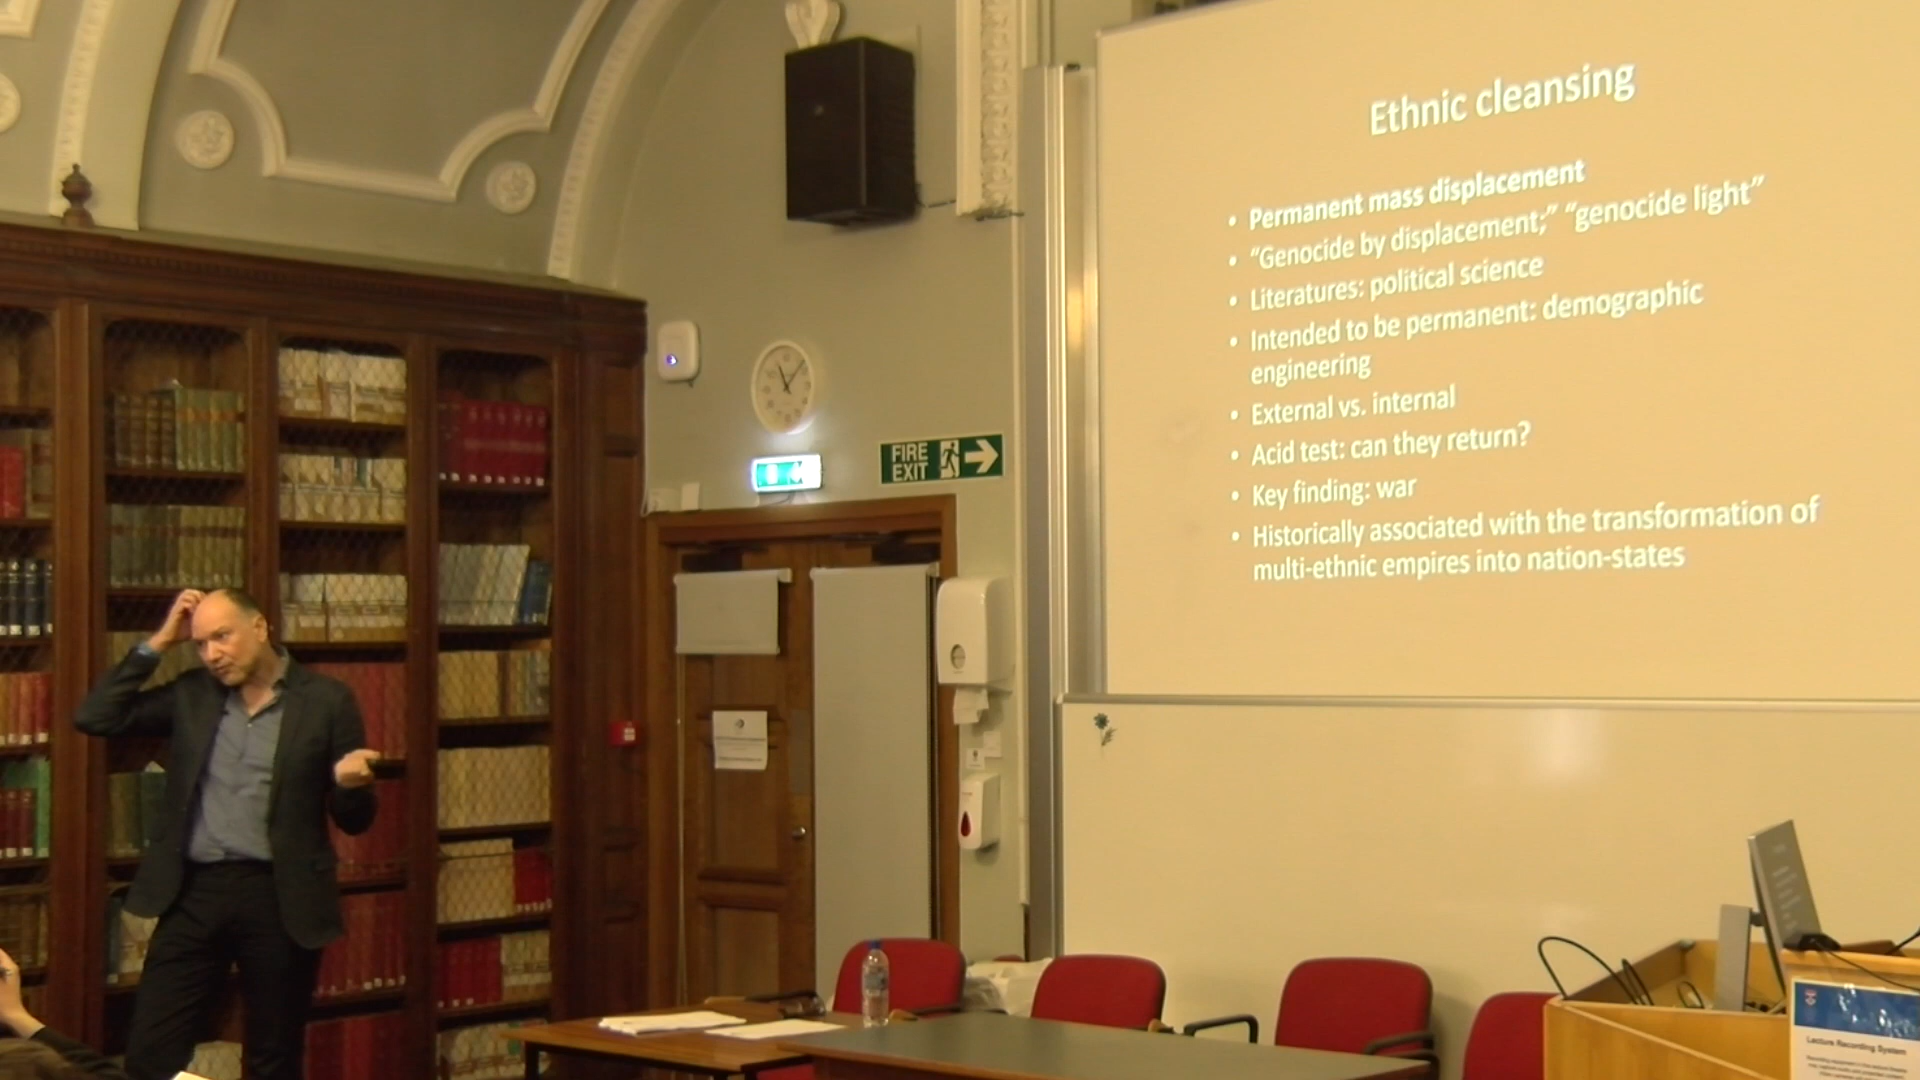 Ethnic cleansing
• Permanent mass displacement
• “Genocide by displacement;” “genocide light”
• Literatures: political science
• Intended to be permanent: demographic
engineering
• External vs. internal
• Acid test: can they return?
• Key finding: war
• Historically associated with the transformation of
multi-ethnic empires into nation-states
FIRE
EXIT
Lecture Recording System